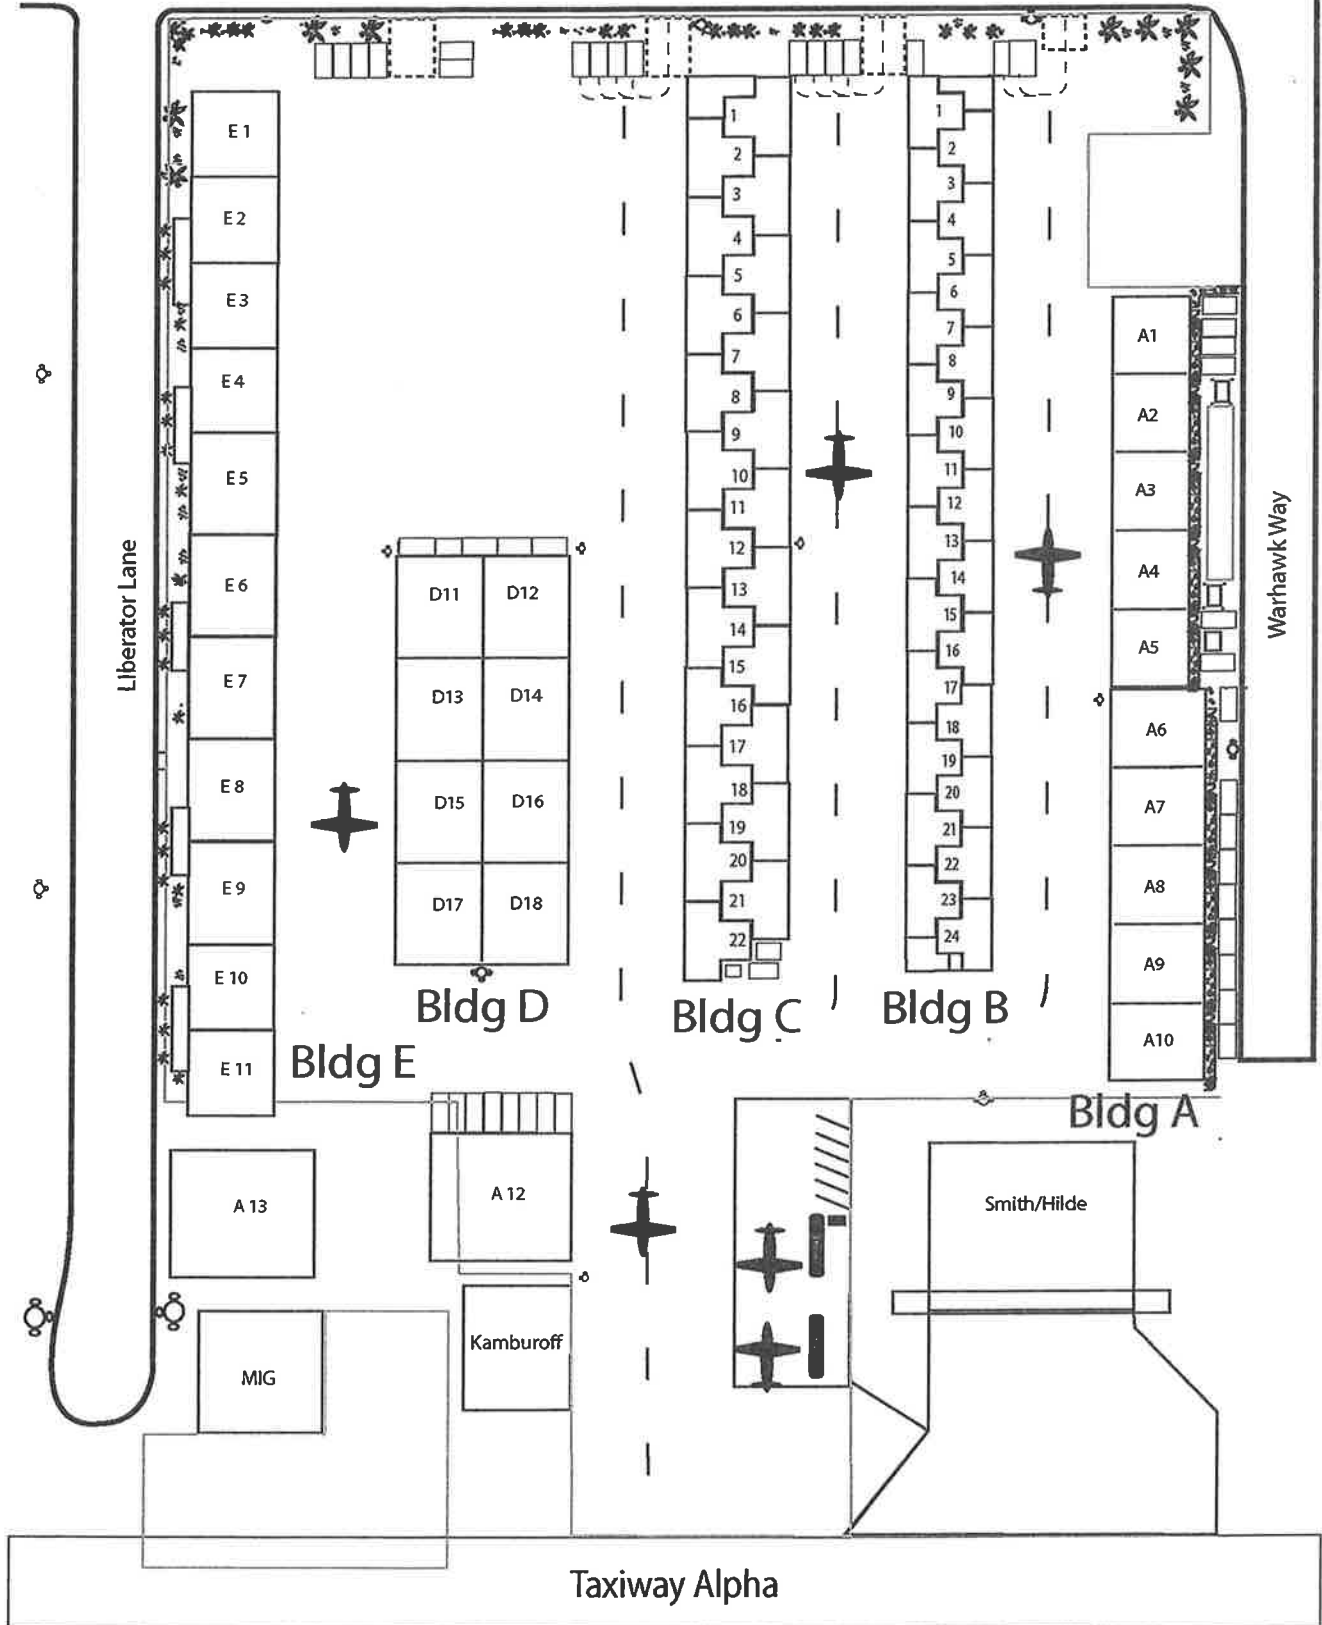 E 1
E 2
E 3
E 4
E 5
E 6
E 7
E 8
E 9
E 10
E 11
Bldg E
Liberator Lane
D11 D12
D13 D14
D15 D16
D17 D18
Bldg D
1
2
3
4
5
6
7
8
9
10
11
12
13
14
15
16
17
18
19
20
21
22
Bldg C
1
2
3
4
5
6
7
8
9
10
11
12
13
14
15
16
17
18
19
20
21
22
23
24
Bldg B
A1
A2
A3
A4
A5
A6
A7
A8
A9
A10
Bldg A
Warhawk Way
A 13
A 12
Smith/Hilde
MIG
Kamburoff
Taxiway Alpha